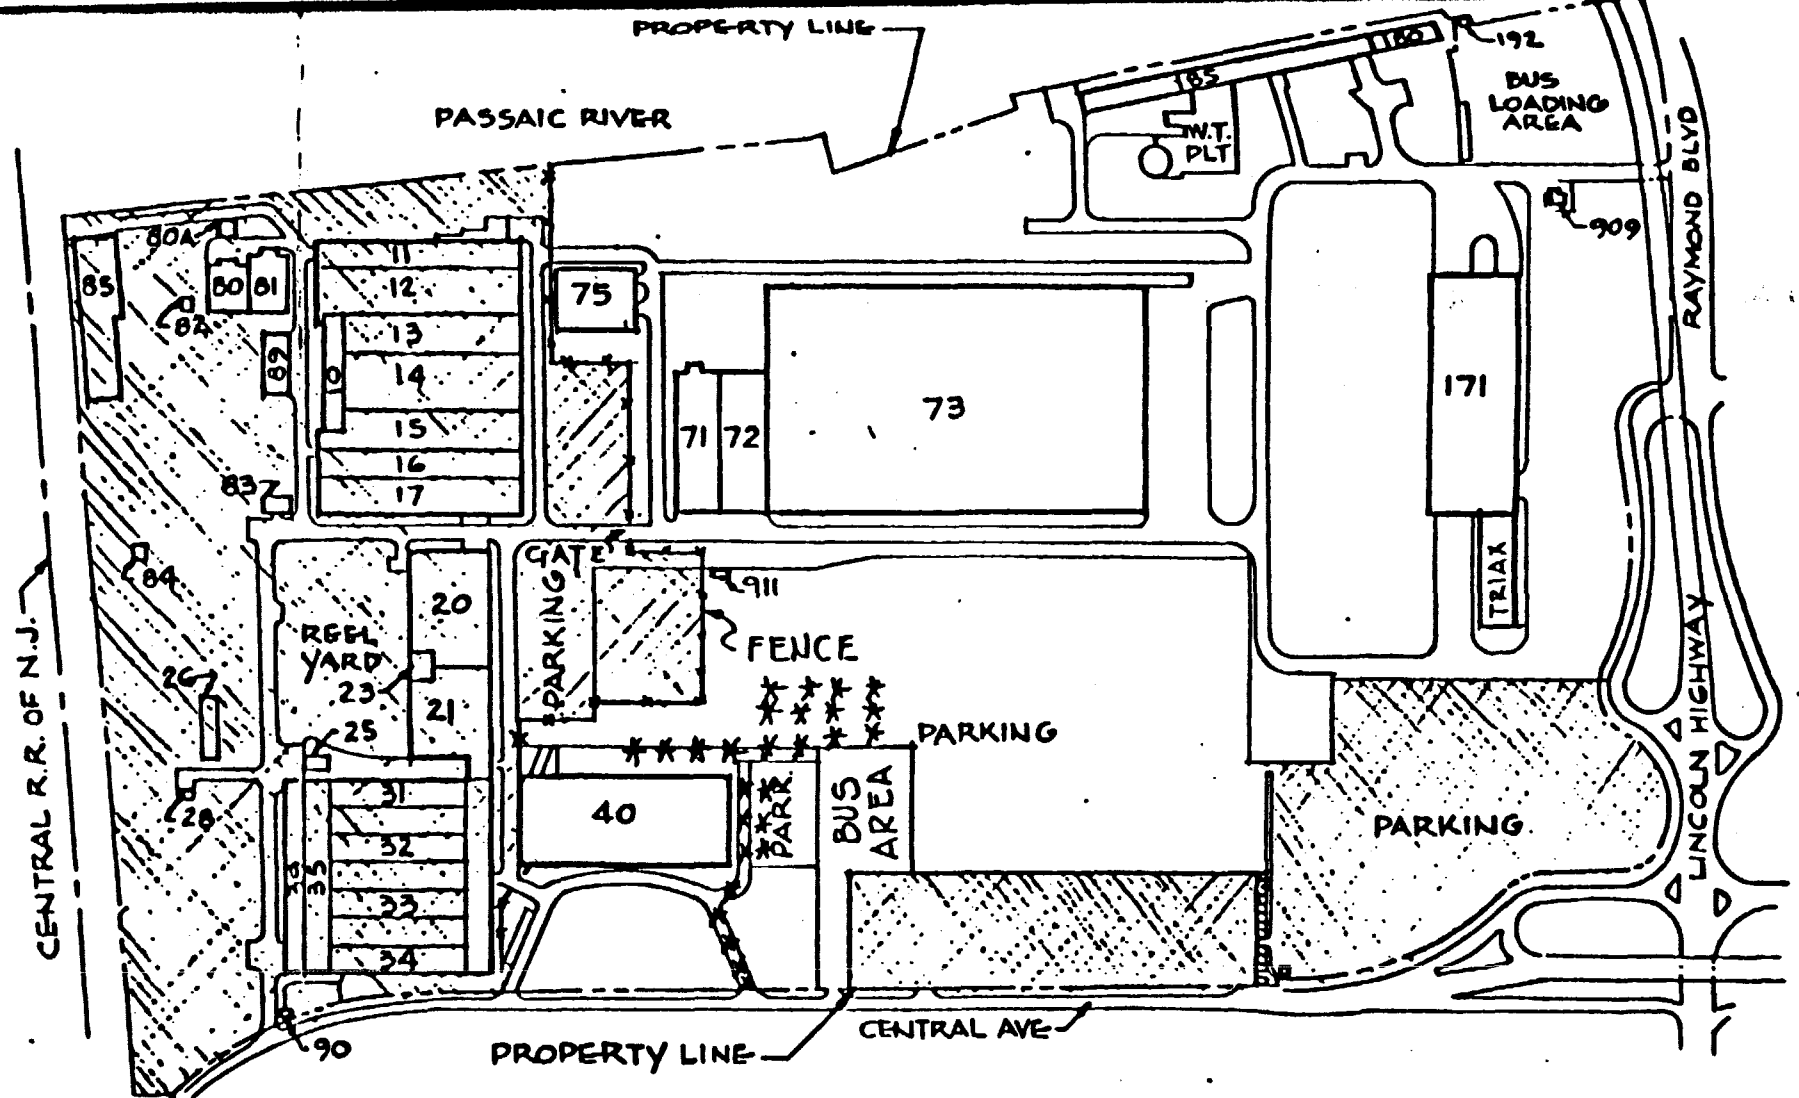 PROPERTY LINE
192
80
85
BUS
LOADING
AREA
PASSAIC RIVER
W.T.
PLT
RAYMOND BLVD
909
80A
11
85
80
81
12
75
82
13
89
14
171
73
15
71
72
16
83
17
GATE
84
911
20
TRIAX
PARKING
REEL
YARD
FENCE
23
26
21
25
PARKING
LINCOLN HIGHWAY
CENTRAL R.R. OF N.J.
31
28
40
PARK.
BUS
AREA
PARKING
32
35
33
34
CENTRAL AVE
90
PROPERTY LINE